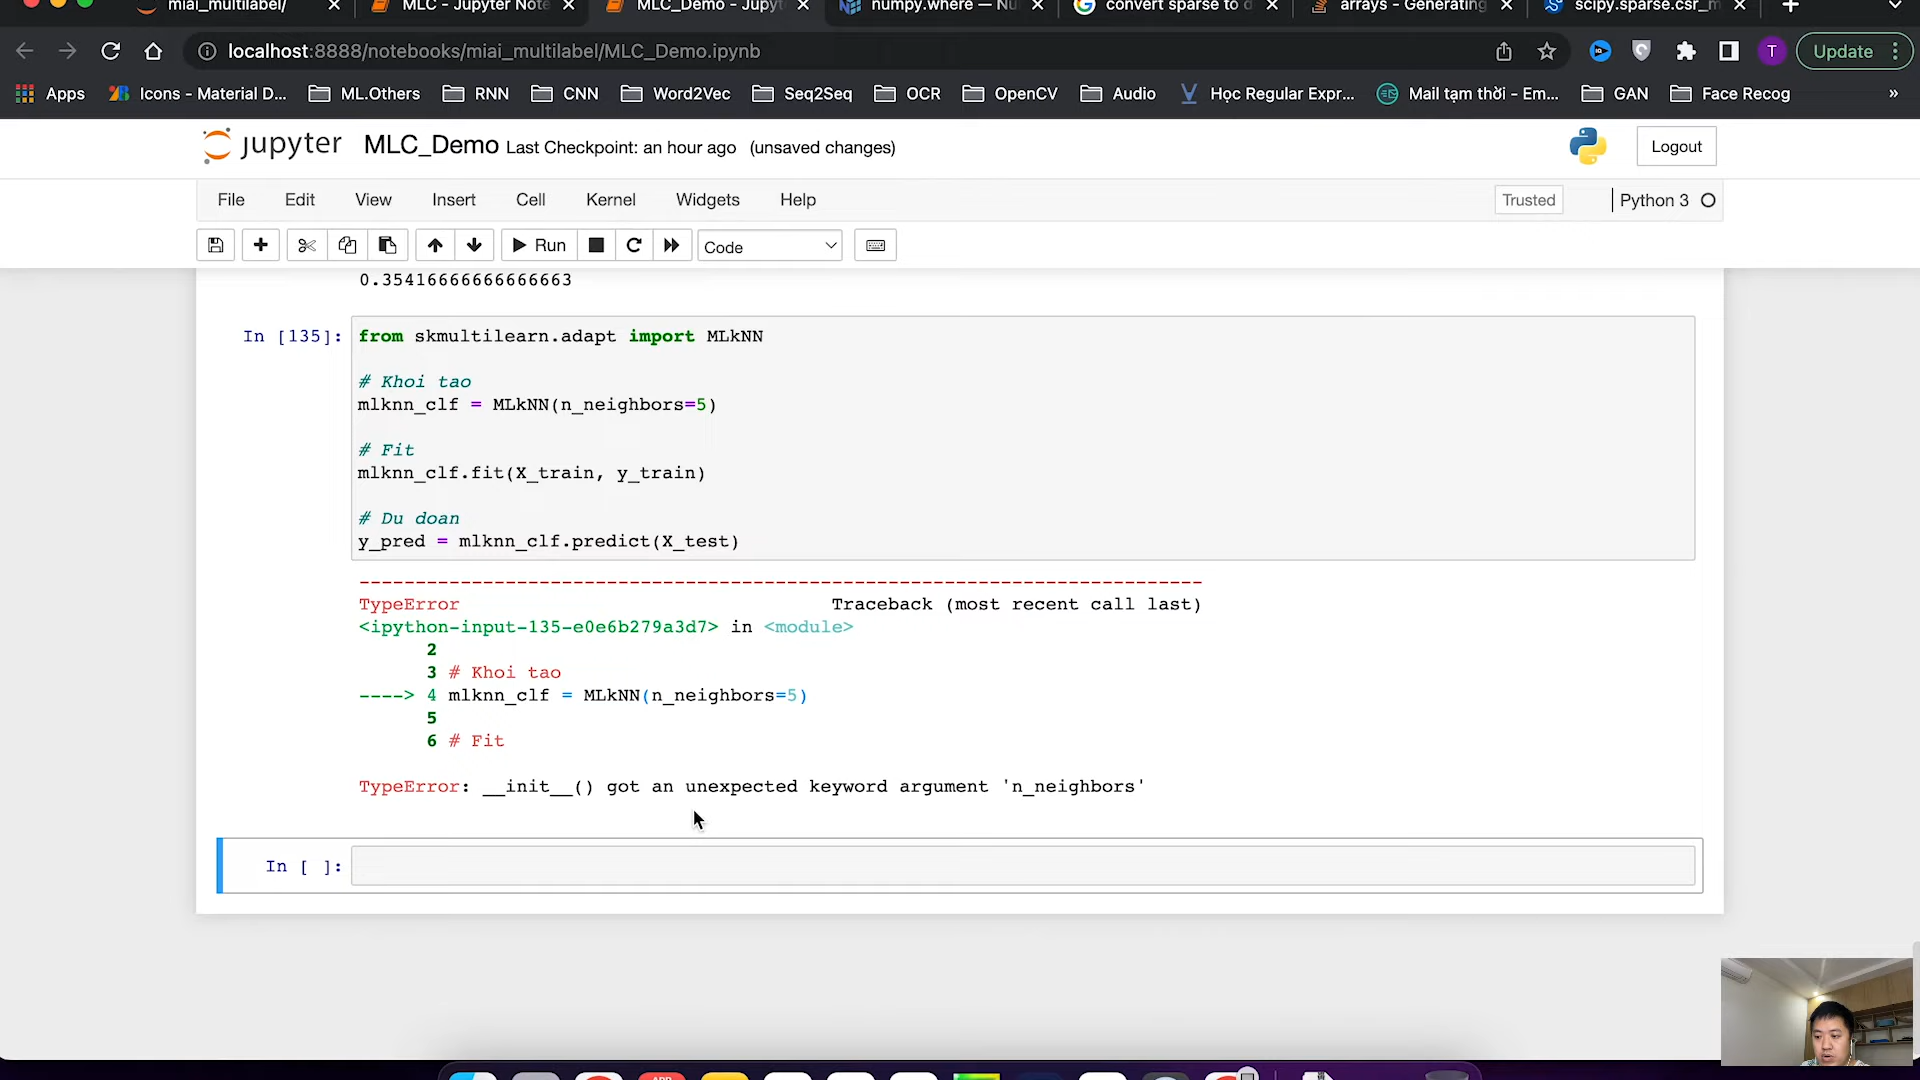 miai_multilabel/
MLC - Jupyter Note
MLC_Demo - Jupyt
numpy.where — Nu
convert sparse to d
arrays - Generating
scipy.sparse.csr_m
localhost:8888/notebooks/miai_multilabel/MLC_Demo.ipynb
T
Update
Apps
Icons - Material D...
ML.Others
RNN
CNN
Word2Vec
Seq2Seq
OCR
OpenCV
Audio
Học Regular Expr...
Mail tạm thời - Em...
GAN
Face Recog
»
jupyter MLC_Demo Last Checkpoint: an hour ago (unsaved changes)
Logout
File Edit View Insert Cell Kernel Widgets Help
Trusted
Python 3
Run
Code
0.35416666666666663
In [135]: from skmultilearn.adapt import MLkNN
# Khoi tao
mlknn_clf = MLkNN(n_neighbors=5)
# Fit
mlknn_clf.fit(X_train, y_train)
# Du doan
y_pred = mlknn_clf.predict(X_test)
---------------------------------------------------------------------------
TypeError Traceback (most recent call last)
<ipython-input-135-e0e6b279a3d7> in <module>
2
3 # Khoi tao
----> 4 mlknn_clf = MLkNN(n_neighbors=5)
5
6 # Fit
TypeError: __init__() got an unexpected keyword argument 'n_neighbors'
In [ ]: